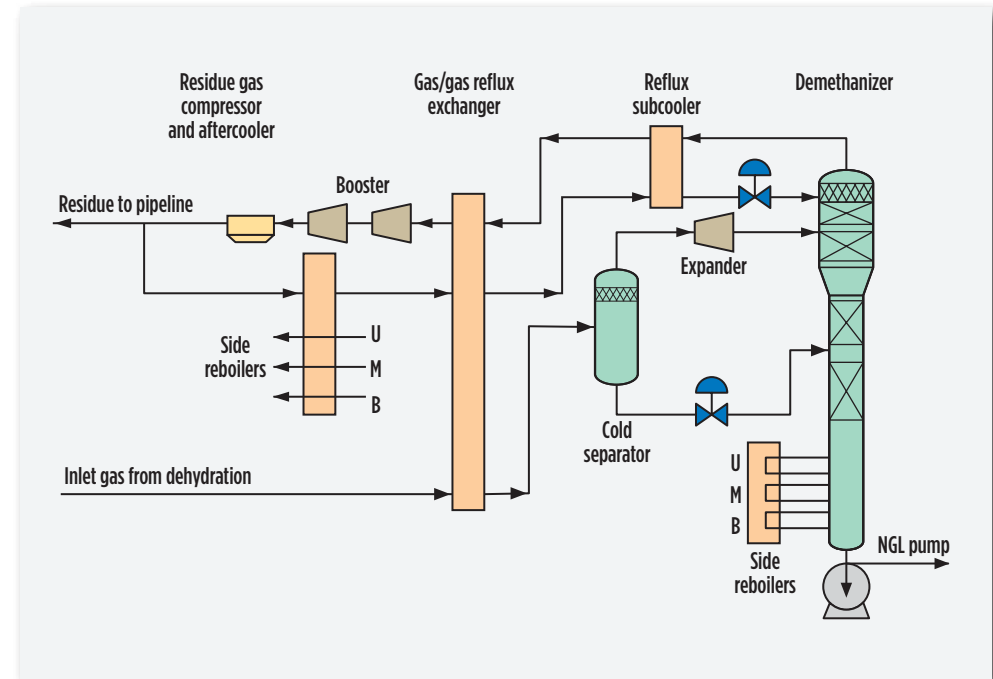 Residue gas
compressor
and aftercooler
Gas/gas reflux
exchanger
Reflux
subcooler
Demethanizer
Residue to pipeline
Booster
Expander
Side
reboilers
U
M
B
Cold
separator
Inlet gas from dehydration
U
M
B
Side
reboilers
NGL pump